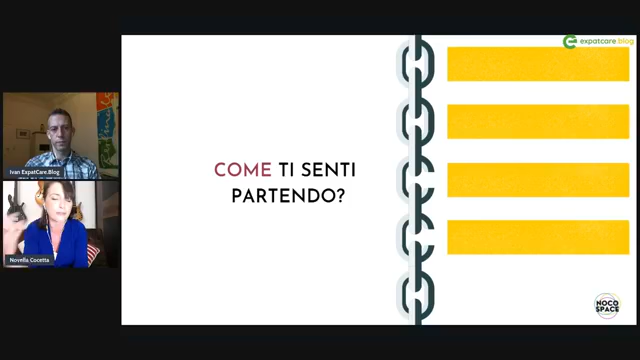 expatcare.blog
Ivan ExpatCare.Blog
Novella Cocetta
COME TI SENTI
PARTENDO?
NOCO
SPACE